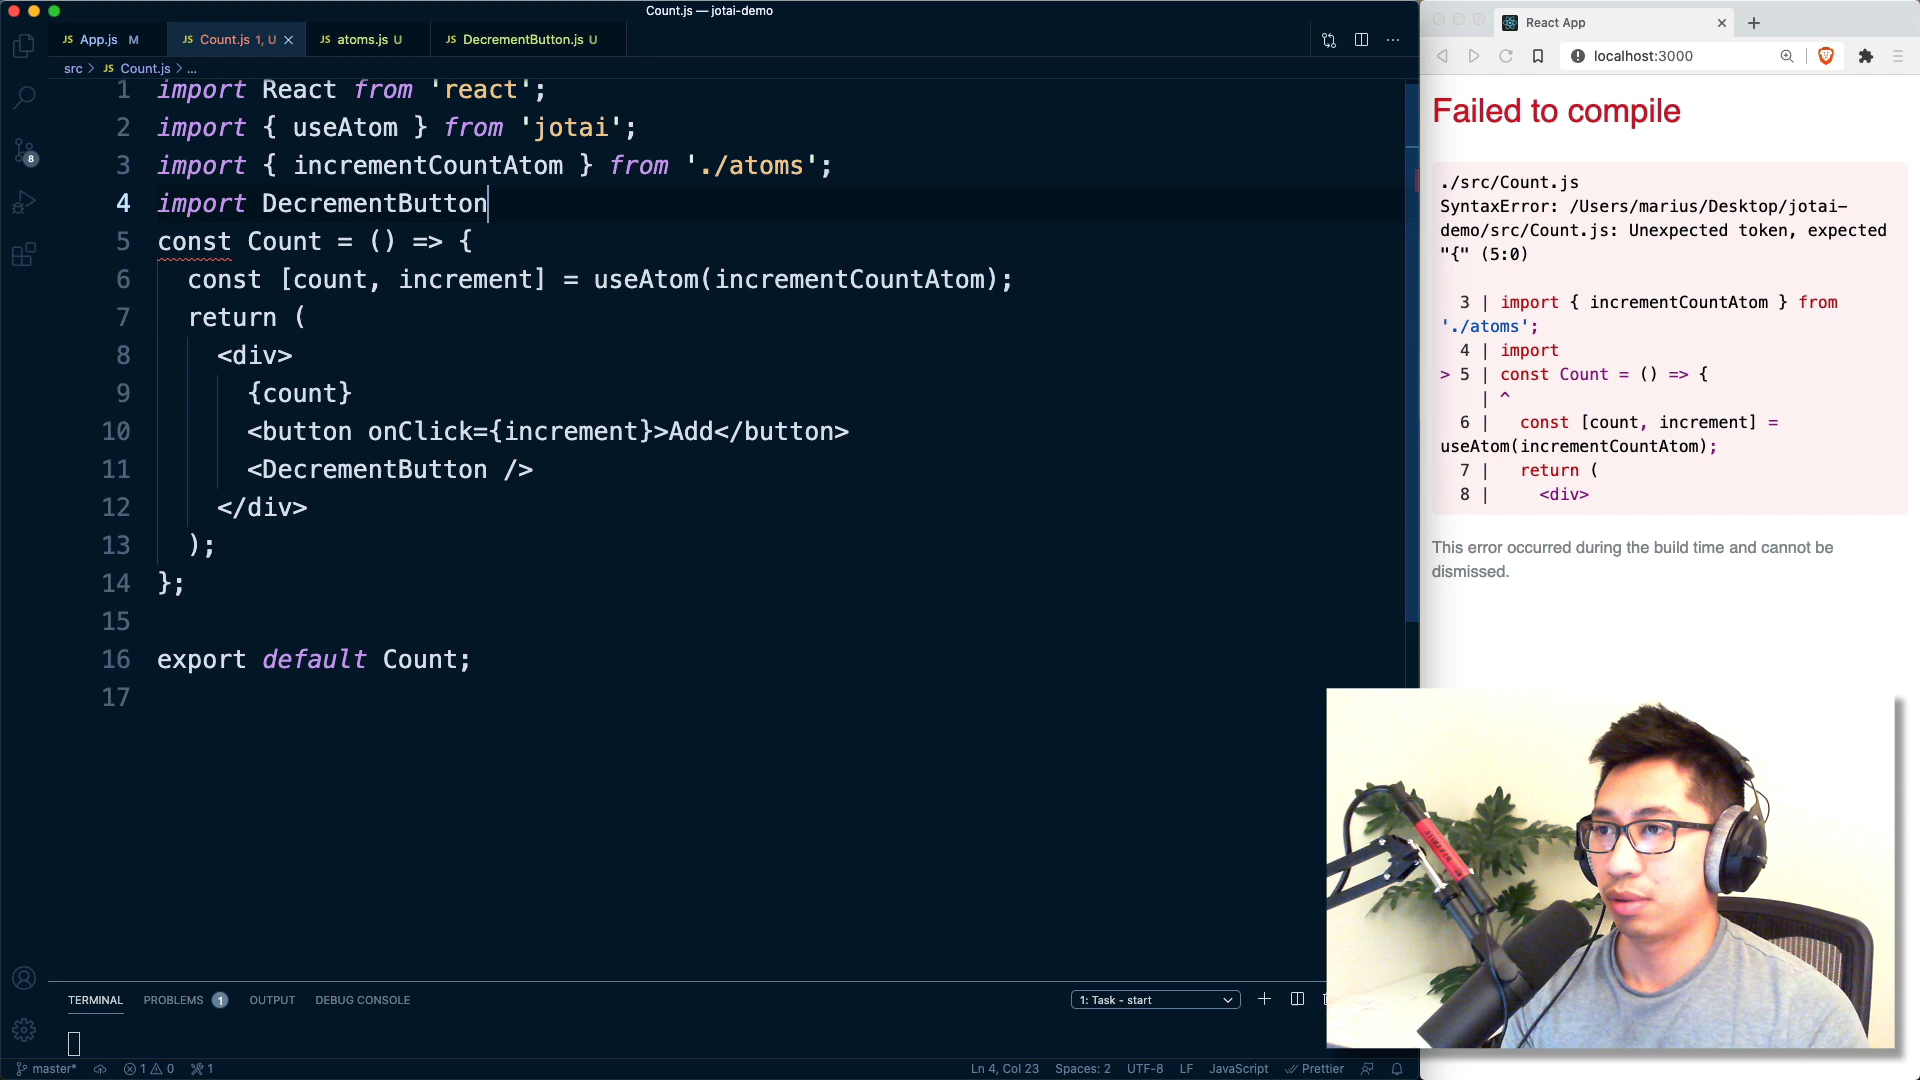 Count.js — jotai-demo
JS App.js M
JS Count.js 1, U
JS atoms.js U
JS DecrementButton.js U
src > JS Count.js > ...
1 import React from 'react';
2 import { useAtom } from 'jotai';
3 import { incrementCountAtom } from './atoms';
4 import DecrementButton
5 const Count = () => {
6 const [count, increment] = useAtom(incrementCountAtom);
7 return (
8 <div>
9 {count}
10 <button onClick={increment}>Add</button>
11 <DecrementButton />
12 </div>
13 );
14 };
15
16 export default Count;
17
8
TERMINAL PROBLEMS 1 OUTPUT DEBUG CONSOLE
1: Task - start
master* 1 0 1
Ln 4, Col 23 Spaces: 2 UTF-8 LF JavaScript Prettier
React App
localhost:3000
Failed to compile
./src/Count.js
SyntaxError: /Users/marius/Desktop/jotai-
demo/src/Count.js: Unexpected token, expected
"{" (5:0)
3 | import { incrementCountAtom } from
'./atoms';
4 | import
> 5 | const Count = () => {
| ^
6 | const [count, increment] =
useAtom(incrementCountAtom);
7 | return (
8 | <div>
This error occurred during the build time and cannot be
dismissed.